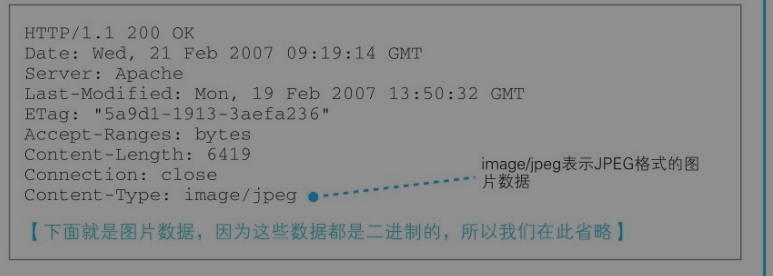 HTTP/1.1 200 OK
Date: Wed, 21 Feb 2007 09:19:14 GMT
Server: Apache
Last-Modified: Mon, 19 Feb 2007 13:50:32 GMT
ETag: "5a9d1-1913-3aefa236"
Accept-Ranges: bytes
Content-Length: 6419
Connection: close
Content-Type: image/jpeg
image/jpeg表示JPEG格式的图
片数据
【下面就是图片数据，因为这些数据都是二进制的，所以我们在此省略】